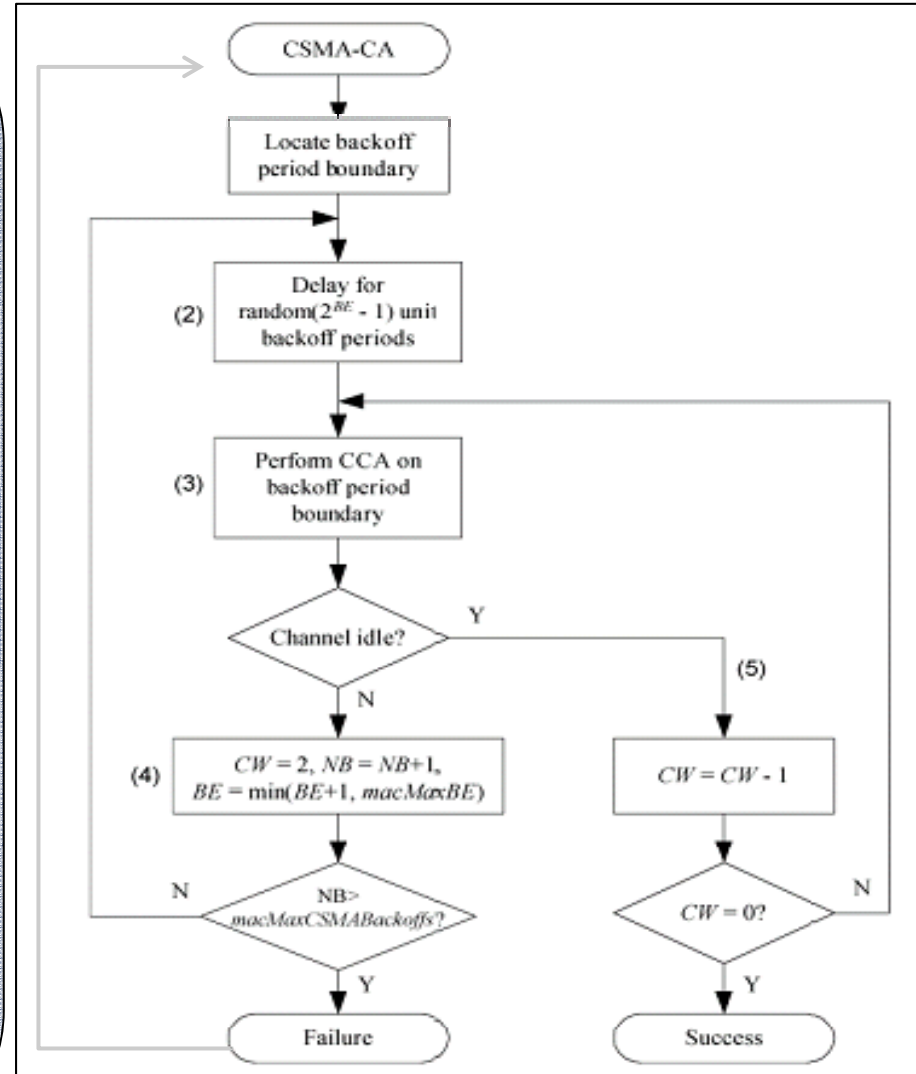 CSMA-CA
Locate backoff
period boundary
(2)
Delay for
random(2^BE - 1) unit
backoff periods
(3)
Perform CCA on
backoff period
boundary
Channel idle?
Y
N
(5)
(4)
CW = 2, NB = NB+1,
BE = min(BE+1, macMaxBE)
CW = CW - 1
N
NB>
macMaxCSMABackoffs?
Y
CW = 0?
N
Y
Failure
Success